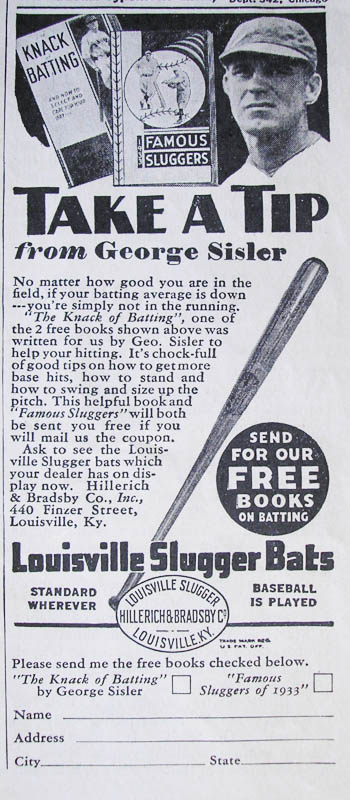 Dept. 542, Chicago
KNACK
BATTING
AND HOW TO
SELECT AND
FAMOUS
SLUGGERS
TAKE A TIP
from George Sisler
No matter how good you are in the
field, if your batting average is down
---you're simply not in the running.
"The Knack of Batting", one of
the 2 free books shown above was
written for us by Geo. Sisler to
help your hitting. It's chock-full
of good tips on how to get more
base hits, how to stand and
how to swing and size up the
pitch. This helpful book and
"Famous Sluggers" will both
be sent you free if you
will mail us the coupon.
Ask to see the Louis-
ville Slugger bats which
your dealer has on dis-
play now. Hillerich
& Bradsby Co., Inc.,
440 Finzer Street,
Louisville, Ky.
SEND
FOR OUR
FREE
BOOKS
ON BATTING
Louisville Slugger Bats
STANDARD
WHEREVER
LOUISVILLE SLUGGER
HILLERICH & BRADSBY Co
LOUISVILLE. KY.
BASEBALL
IS PLAYED
TRADE MARK REG.
U S PAT. OFF.
Please send me the free books checked below.
"The Knack of Batting"
by George Sisler
"Famous
Sluggers of 1933"
Name
Address
City State